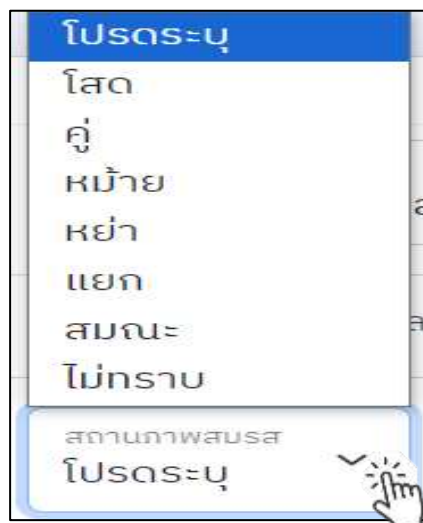 โปรดระบุ
โสด
คู่
หม้าย
หย่า
แยก
สมณะ
ไม่ทราบ
สถานภาพสมรส
โปรดระบุ